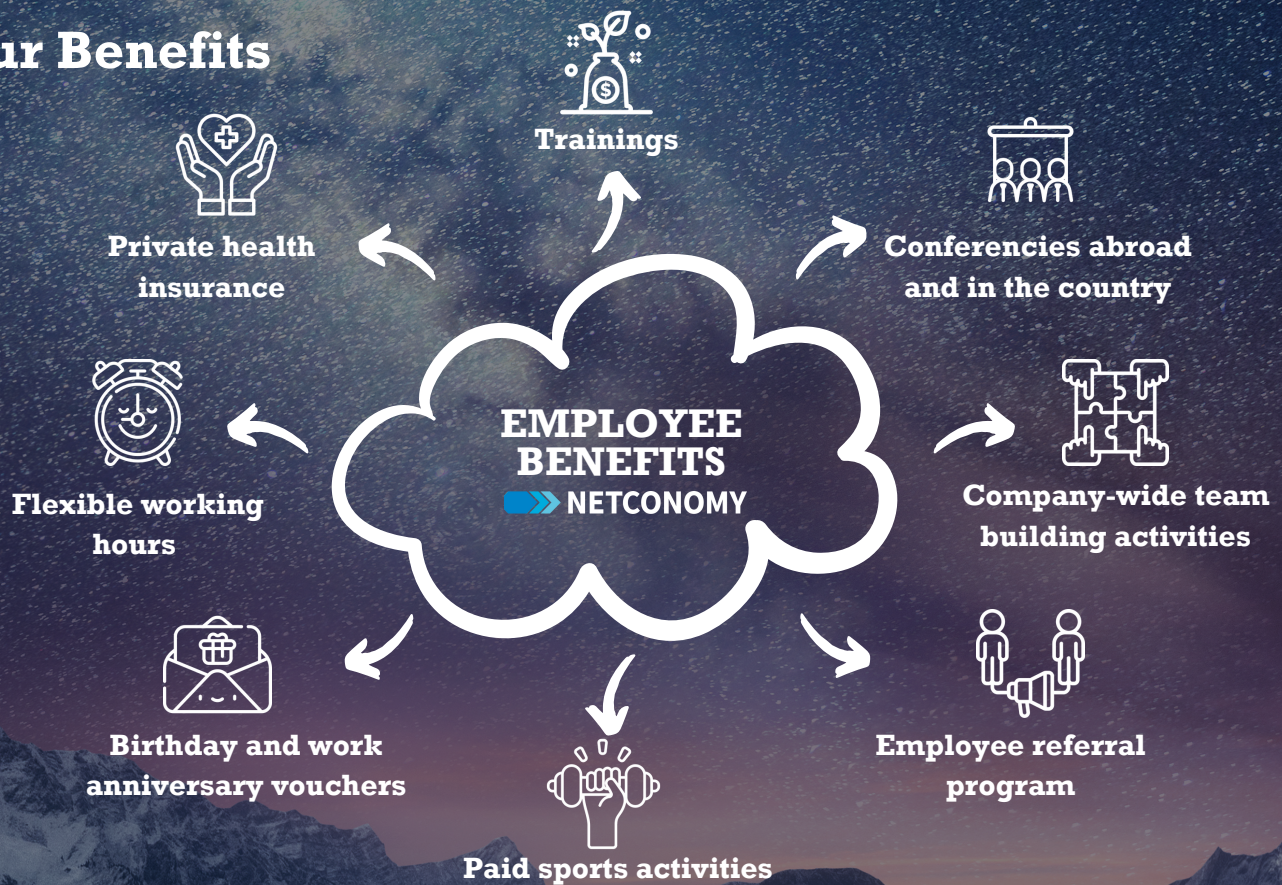 ur Benefits
Trainings
Private health
insurance
Conferencies abroad
and in the country
Flexible working
hours
EMPLOYEE
BENEFITS
NETCONOMY
Company-wide team
building activities
Birthday and work
anniversary vouchers
Employee referral
program
Paid sports activities
$